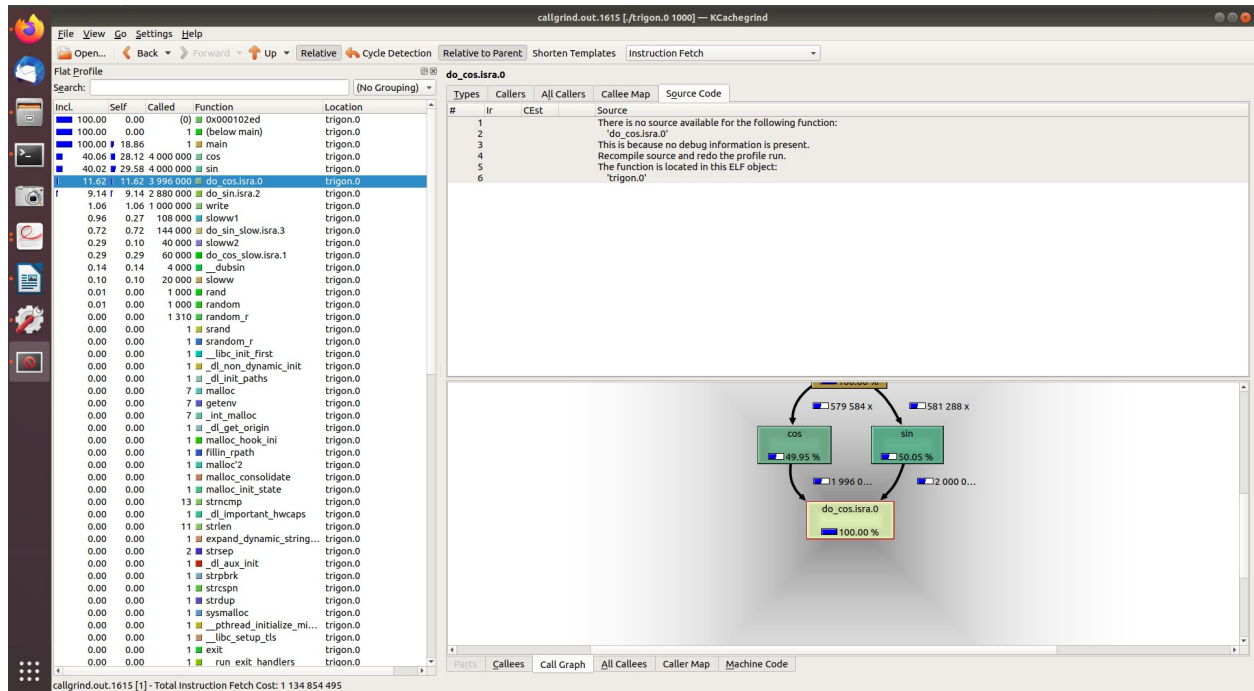 callgrind.out.1615 [./trigon.0 1000] — KCachegrind
File View Go Settings Help
Open... Back Forward Up Relative Cycle Detection Relative to Parent Shorten Templates Instruction Fetch
Flat Profile
Search: (No Grouping)
Incl. Self Called Function Location
100.00 0.00 (0) 0x000102ed trigon.0
100.00 0.00 1 (below main) trigon.0
100.00 18.86 1 main trigon.0
40.06 28.12 4 000 000 cos trigon.0
40.02 29.58 4 000 000 sin trigon.0
11.62 11.62 3 996 000 do_cos.isra.0 trigon.0
9.14 9.14 2 880 000 do_sin.isra.2 trigon.0
1.06 1.06 1 000 000 write trigon.0
0.96 0.27 108 000 sloww1 trigon.0
0.72 0.72 144 000 do_sin_slow.isra.3 trigon.0
0.29 0.10 40 000 sloww2 trigon.0
0.29 0.29 60 000 do_cos_slow.isra.1 trigon.0
0.14 0.14 4 000 __dubsin trigon.0
0.10 0.10 20 000 sloww trigon.0
0.01 0.00 1 000 rand trigon.0
0.01 0.00 1 000 random trigon.0
0.00 0.00 1 310 random_r trigon.0
0.00 0.00 1 srand trigon.0
0.00 0.00 1 srandom_r trigon.0
0.00 0.00 1 __libc_init_first trigon.0
0.00 0.00 1 _dl_non_dynamic_init trigon.0
0.00 0.00 1 _dl_init_paths trigon.0
0.00 0.00 7 malloc trigon.0
0.00 0.00 7 getenv trigon.0
0.00 0.00 7 _int_malloc trigon.0
0.00 0.00 1 _dl_get_origin trigon.0
0.00 0.00 1 malloc_hook_ini trigon.0
0.00 0.00 1 fillin_rpath trigon.0
0.00 0.00 1 malloc'2 trigon.0
0.00 0.00 1 malloc_consolidate trigon.0
0.00 0.00 1 malloc_init_state trigon.0
0.00 0.00 13 strncmp trigon.0
0.00 0.00 1 _dl_important_hwcaps trigon.0
0.00 0.00 11 strlen trigon.0
0.00 0.00 1 expand_dynamic_string... trigon.0
0.00 0.00 2 strsep trigon.0
0.00 0.00 1 _dl_aux_init trigon.0
0.00 0.00 1 strpbrk trigon.0
0.00 0.00 1 strcspn trigon.0
0.00 0.00 1 strdup trigon.0
0.00 0.00 1 sysmalloc trigon.0
0.00 0.00 1 __pthread_initialize_mi... trigon.0
0.00 0.00 1 __libc_setup_tls trigon.0
0.00 0.00 1 exit trigon.0
0.00 0.00 1 __run_exit_handlers trigon.0
callgrind.out.1615 [1] - Total Instruction Fetch Cost: 1 134 854 495
do_cos.isra.0
Types Callers All Callers Callee Map Source Code
# Ir CEst Source
1 There is no source available for the following function:
2 'do_cos.isra.0'
3 This is because no debug information is present.
4 Recompile source and redo the profile run.
5 The function is located in this ELF object:
6 'trigon.0'
100.00 %
579 584 x 581 288 x
cos sin
49.95 % 50.05 %
1 996 0... 2 000 0...
do_cos.isra.0
100.00 %
Parts Callees Call Graph All Callees Caller Map Machine Code